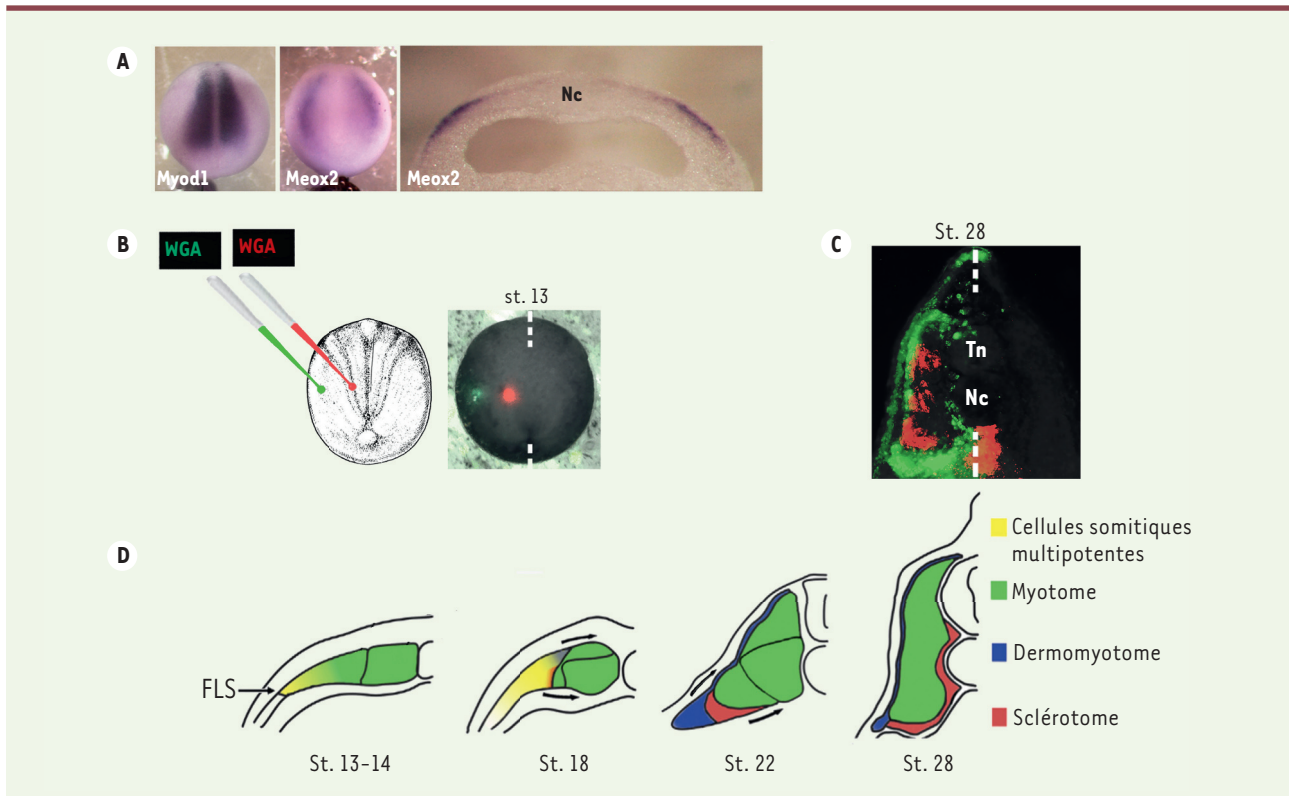 A
Nc
Myod1
Meox2
Meox2
B
WGA
WGA
st. 13
C
St. 28
Tn
Nc
D
FLS
St. 13-14
St. 18
St. 22
St. 28
Cellules somitiques
multipotentes
Myotome
Dermomyotome
Sclérotome